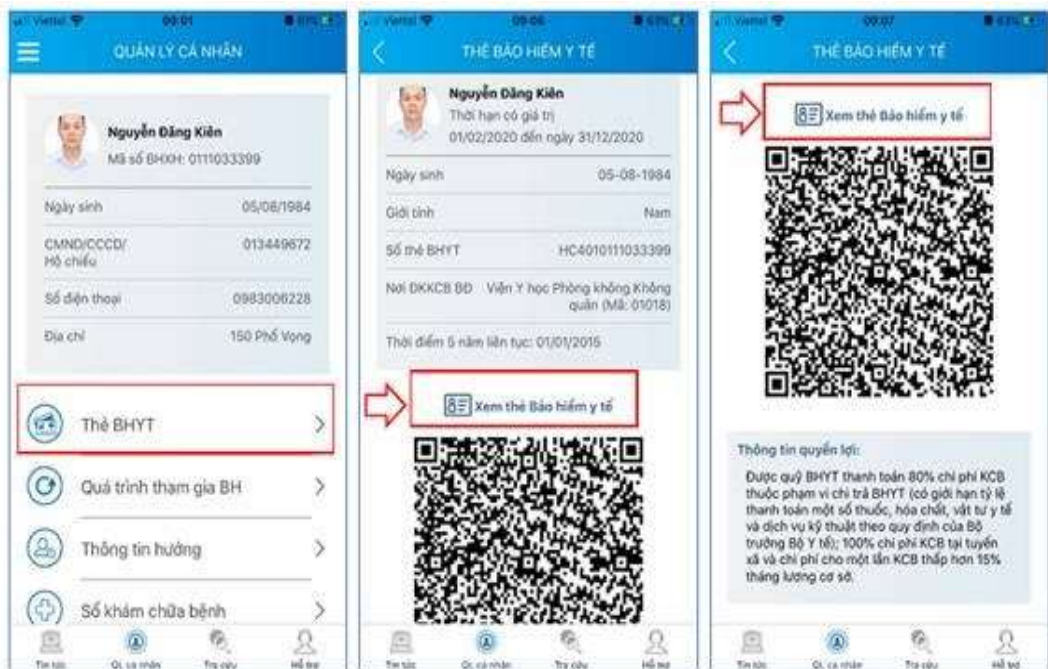 Viettel
09:01
61%
QUẢN LÝ CÁ NHÂN
Nguyễn Đăng Kiên
Mã số BHXH: 0111033399
Ngày sinh 05/08/1984
CMND/CCCD/ 013449672
Hộ chiếu
Số điện thoại 0983006228
Địa chỉ 150 Phố Vọng
Thẻ BHYT
Quá trình tham gia BH
Thông tin hưởng
Sổ khám chữa bệnh
Tin tức QL cá nhân Tra cứu Hỗ trợ
Viettel
09:06
THẺ BẢO HIỂM Y TẾ
Nguyễn Đăng Kiên
Thời hạn có giá trị
01/02/2020 đến ngày 31/12/2020
Ngày sinh 05-08-1984
Giới tính Nam
Số thẻ BHYT HC4010111033399
Nơi ĐKKCB BĐ Viện Y học Phòng không Không
quân (Mã: 01018)
Thời điểm 5 năm liên tục: 01/01/2015
Xem thẻ Bảo hiểm y tế
Tin tức QL cá nhân Tra cứu Hỗ trợ
Viettel
09:07
THẺ BẢO HIỂM Y TẾ
Xem thẻ Bảo hiểm y tế
Thông tin quyền lợi:
Được quỹ BHYT thanh toán 80% chi phí KCB
thuộc phạm vi chi trả BHYT (có giới hạn tỷ lệ
thanh toán một số thuốc, hóa chất, vật tư y tế
và dịch vụ kỹ thuật theo quy định của Bộ
trưởng Bộ Y tế); 100% chi phí KCB tại tuyến
xã và chi phí cho một lần KCB thấp hơn 15%
tháng lương cơ sở.
Tin tức QL cá nhân Tra cứu Hỗ trợ